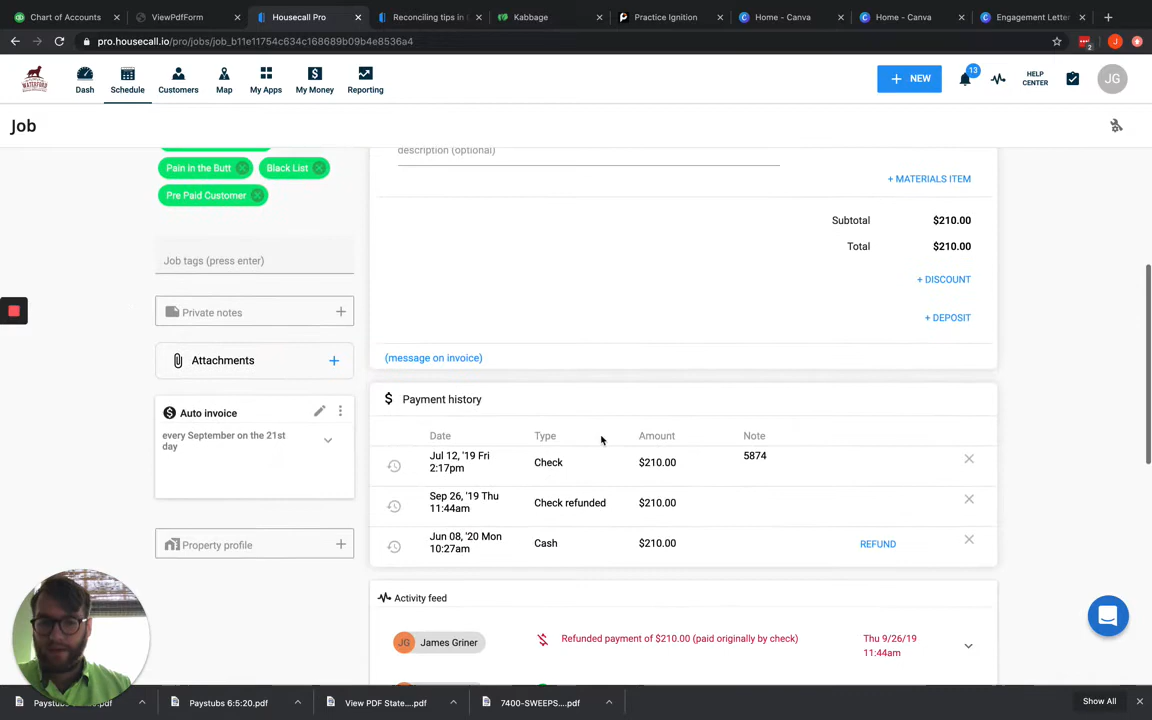 Chart of Accounts
ViewPdfForm
Housecall Pro
Reconciling tips in
Kabbage
Practice Ignition
Home - Canva
Home - Canva
Engagement Letter
pro.housecall.io/pro/jobs/job_b11e11754c634c168689b09b4e8536a4
2
J
WATERFORD
Dash
Schedule
Customers
Map
My Apps
My Money
Reporting
+ NEW
13
HELP
CENTER
JG
Job
Pain in the Butt
Black List
Pre Paid Customer
Job tags (press enter)
Private notes
Attachments
Auto invoice
every September on the 21st
day
Property profile
description (optional)
+ MATERIALS ITEM
Subtotal $210.00
Total $210.00
+ DISCOUNT
+ DEPOSIT
(message on invoice)
$ Payment history
Date Type Amount Note
Jul 12, '19 Fri
2:17pm
Check $210.00 5874
Sep 26, '19 Thu
11:44am
Check refunded $210.00
Jun 08, '20 Mon
10:27am
Cash $210.00 REFUND
Activity feed
JG James Griner
Refunded payment of $210.00 (paid originally by check)
Thu 9/26/19
11:44am
Paystubs
Paystubs 6:5:20.pdf
View PDF State....pdf
7400-SWEEPS....pdf
Show All